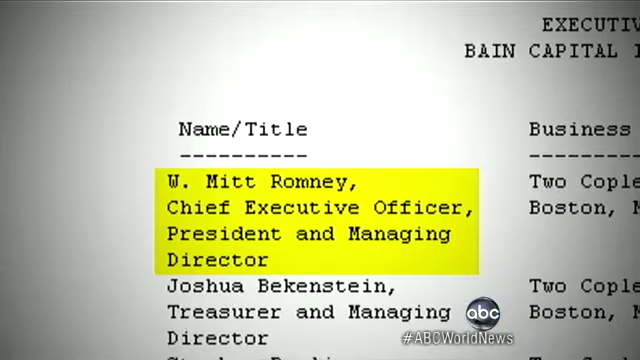 EXECUTIV
BAIN CAPITAL
Name/Title Business
---------- --------
W. Mitt Romney, Two Cople
Chief Executive Officer, Boston, M
President and Managing
Director
Joshua Bekenstein, Two Cople
Treasurer and Managing Boston, M
Director
abc
#ABCWorldNews